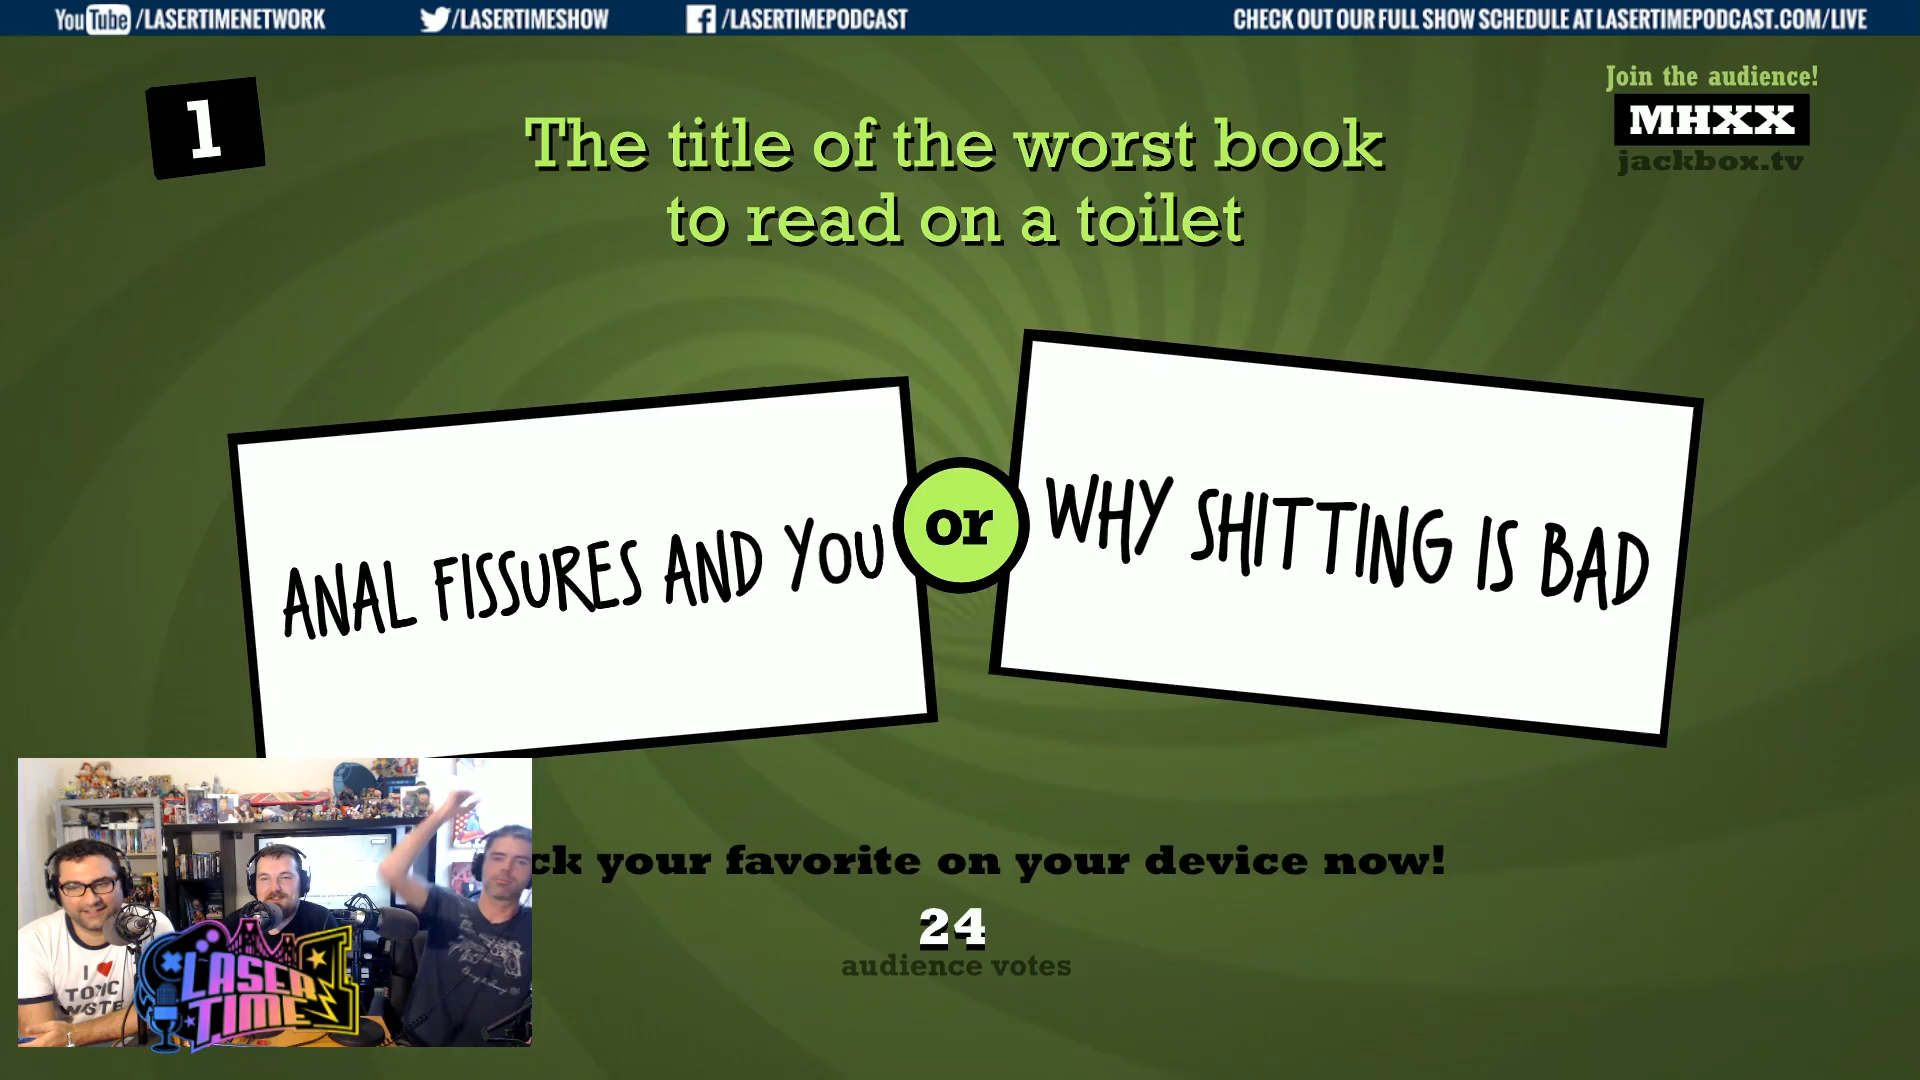 You Tube /LASERTIMENETWORK
/LASERTIMESHOW
/LASERTIMEPODCAST
CHECK OUT OUR FULL SHOW SCHEDULE AT LASERTIMEPODCAST.COM/LIVE
1
The title of the worst book
to read on a toilet
Join the audience!
MHXX
jackbox.tv
ANAL FISSURES AND YOU
or
WHY SHITTING IS BAD
ck your favorite on your device now!
24
audience votes
I
TOXIC
WASTE
LASER
TIME